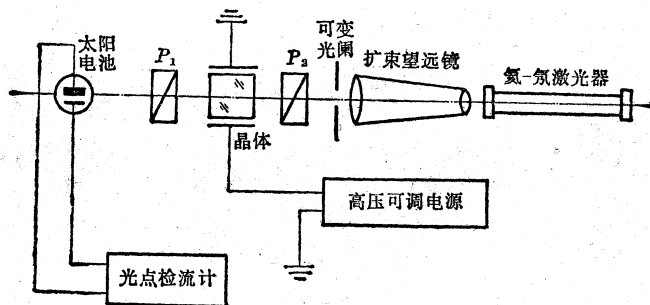 太阳
电池
P₁
P₂
可变
光阑
扩束望远镜
氦-氖激光器
晶体
高压可调电源
光点检流计